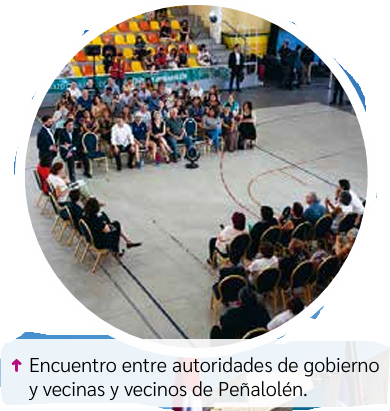 Encuentro entre autoridades de gobierno
y vecinas y vecinos de Peñalolén.